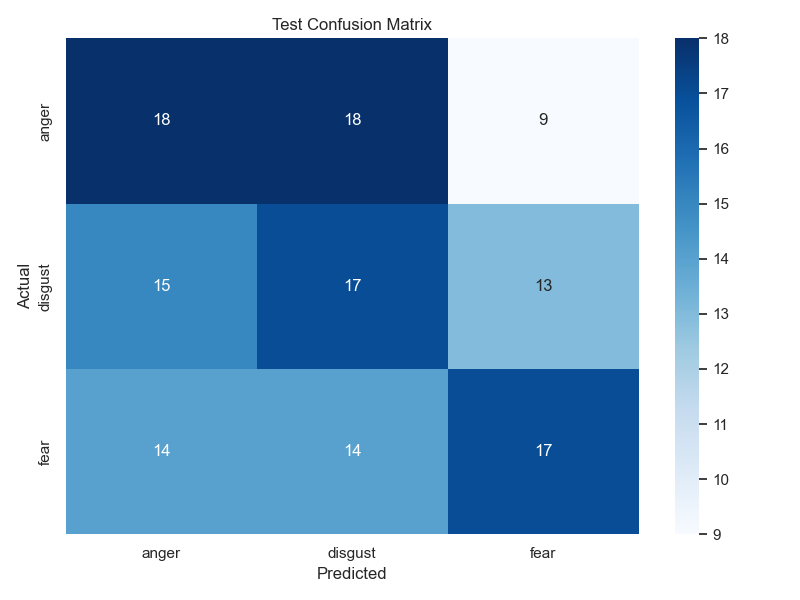 Test Confusion Matrix
Actual
anger
disgust
fear
18 18 9
15 17 13
14 14 17
anger disgust fear
Predicted
18
17
16
15
14
13
12
11
10
9